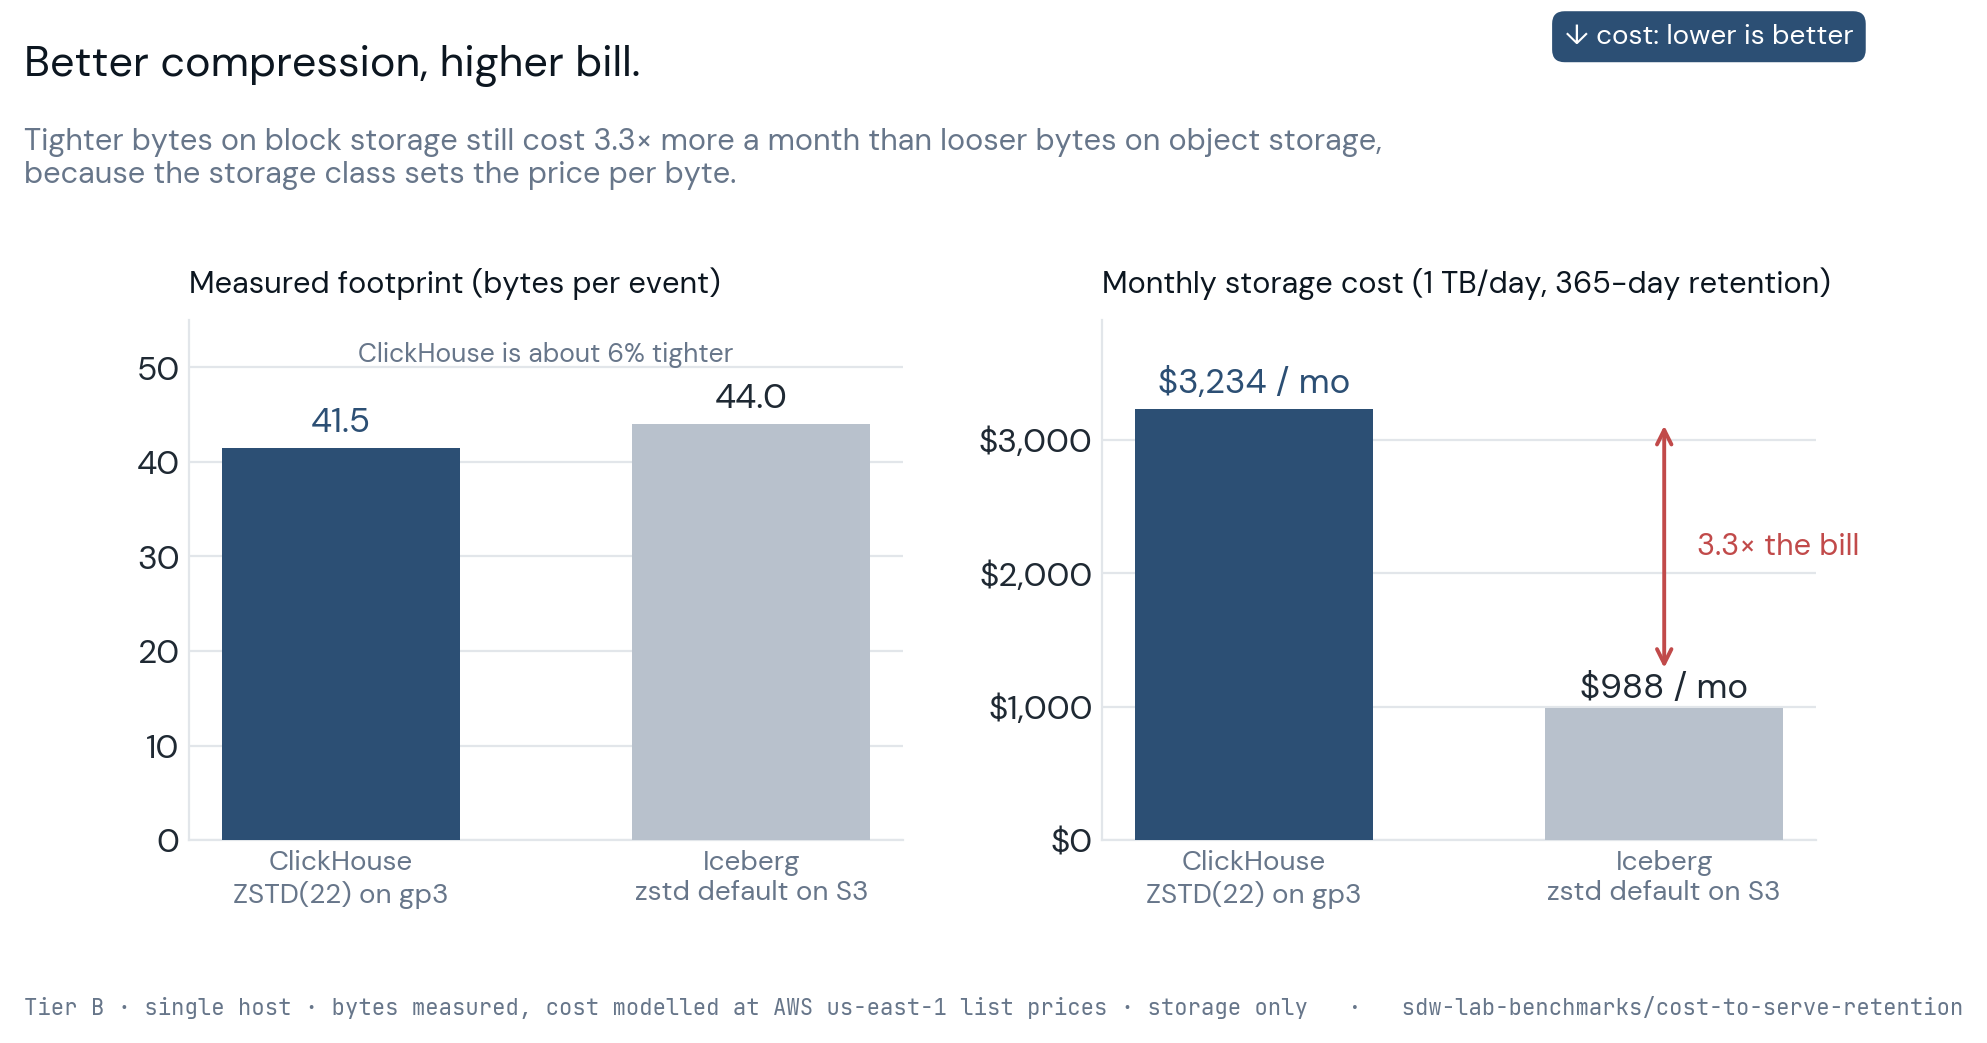 ↓ cost: lower is better
Better compression, higher bill.
Tighter bytes on block storage still cost 3.3× more a month than looser bytes on object storage,
because the storage class sets the price per byte.
Measured footprint (bytes per event)
ClickHouse is about 6% tighter
50
40
30
20
10
0
41.5
44.0
ClickHouse
ZSTD(22) on gp3
Iceberg
zstd default on S3
Monthly storage cost (1 TB/day, 365-day retention)
$3,000
$2,000
$1,000
$0
$3,234 / mo
3.3× the bill
$988 / mo
ClickHouse
ZSTD(22) on gp3
Iceberg
zstd default on S3
Tier B · single host · bytes measured, cost modelled at AWS us-east-1 list prices · storage only · sdw-lab-benchmarks/cost-to-serve-retention